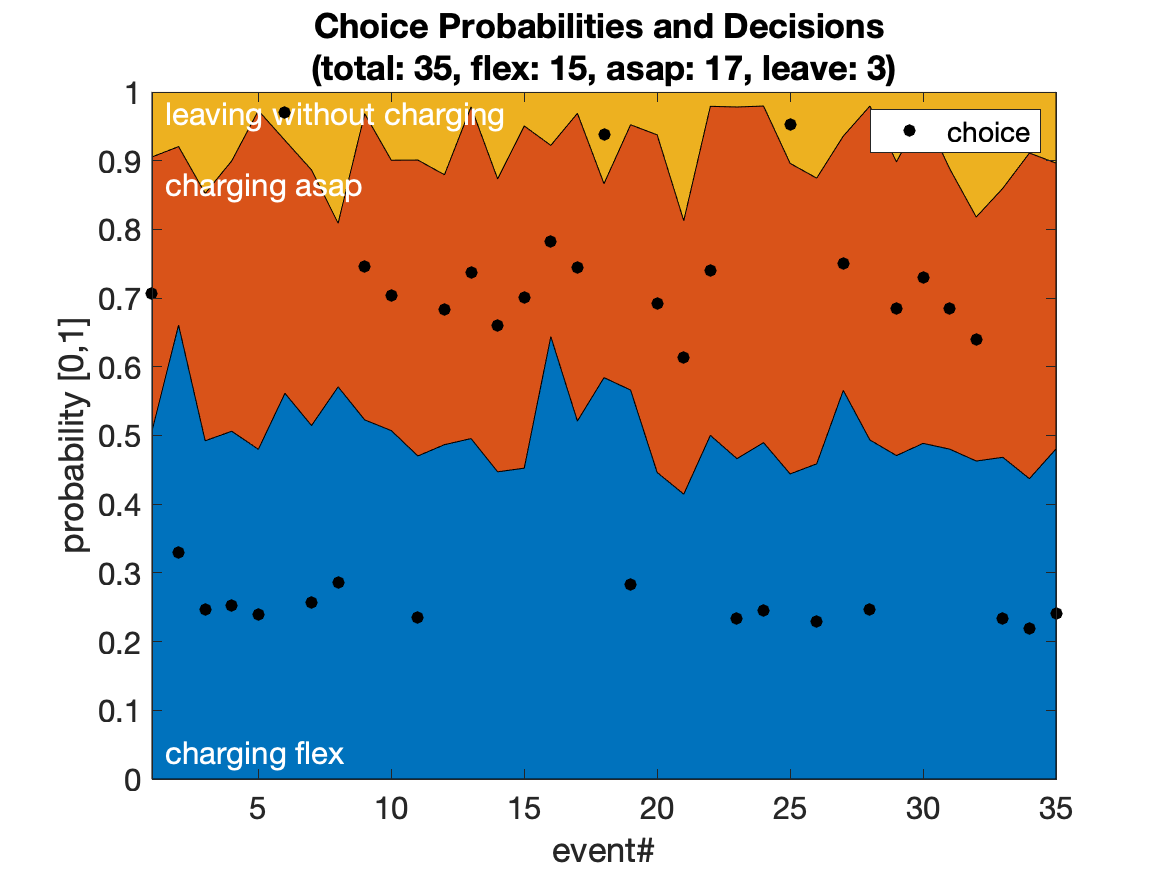 Choice Probabilities and Decisions
(total: 35, flex: 15, asap: 17, leave: 3)
1
leaving without charging
choice
0.9
charging asap
0.8
0.7
0.6
0.5
0.4
0.3
0.2
0.1
charging flex
0
probability [0,1]
5 10 15 20 25 30 35
event#